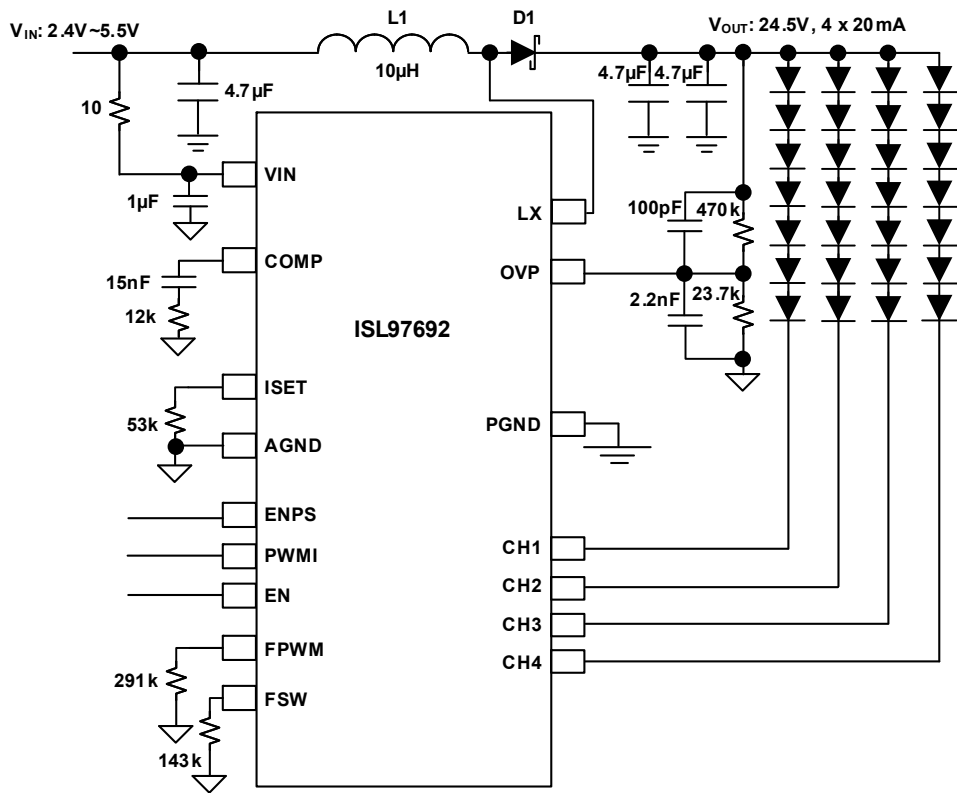 L1
D1
VIN: 2.4V~5.5V
VOUT: 24.5V, 4 x 20mA
10µH
4.7µF
4.7µF 4.7µF
10
VIN
1µF
LX
100pF
470k
COMP
OVP
15nF
2.2nF
23.7k
12k
ISL97692
ISET
53k
PGND
AGND
ENPS
CH1
PWMI
CH2
EN
CH3
FPWM
CH4
291k
FSW
143k